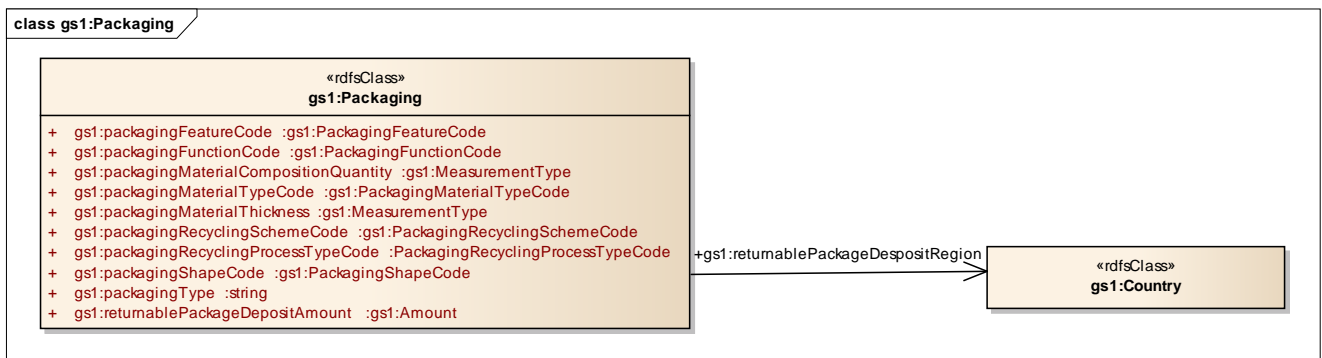 class gs1:Packaging
«rdfsClass»
gs1:Packaging
+ gs1:packagingFeatureCode :gs1:PackagingFeatureCode
+ gs1:packagingFunctionCode :gs1:PackagingFunctionCode
+ gs1:packagingMaterialCompositionQuantity :gs1:MeasurementType
+ gs1:packagingMaterialTypeCode :gs1:PackagingMaterialTypeCode
+ gs1:packagingMaterialThickness :gs1:MeasurementType
+ gs1:packagingRecyclingSchemeCode :gs1:PackagingRecyclingSchemeCode
+ gs1:packagingRecyclingProcessTypeCode :PackagingRecyclingProcessTypeCode
+ gs1:packagingShapeCode :gs1:PackagingShapeCode
+ gs1:packagingType :string
+ gs1:returnablePackageDepositAmount :gs1:Amount
+gs1:returnablePackageDespositRegion
«rdfsClass»
gs1:Country